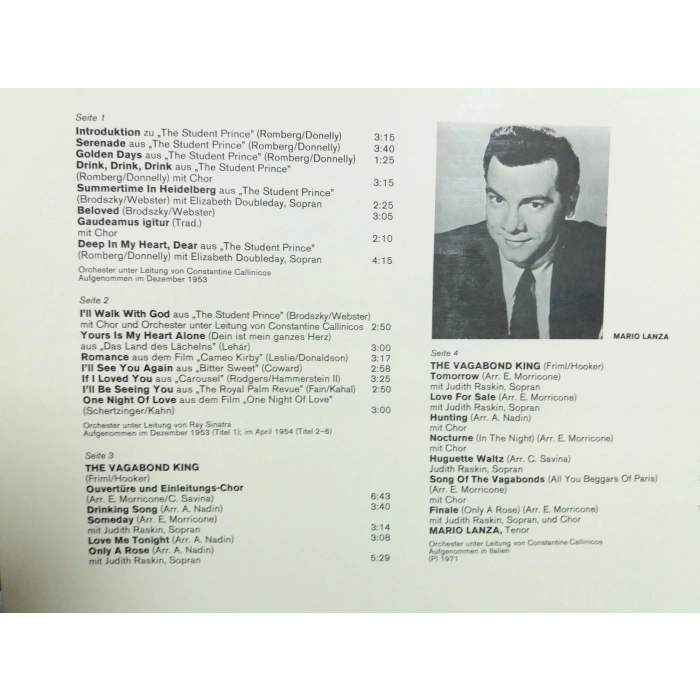 Seite 1
Introduktion zu „The Student Prince" (Romberg/Donelly) 3:15
Serenade aus „The Student Prince" (Romberg/Donnelly) 3:40
Golden Days aus „The Student Prince" (Romberg/Donnelly) 1:25
Drink, Drink, Drink aus „The Student Prince"
(Romberg/Donnelly) mit Chor 3:15
Summertime In Heidelberg aus „The Student Prince"
(Brodszky/Webster) mit Elizabeth Doubleday, Sopran 2:25
Beloved (Brodszky/Webster) 3:05
Gaudeamus igitur (Trad.)
mit Chor 2:10
Deep In My Heart, Dear aus „The Student Prince"
(Romberg/Donnelly) mit Elizabeth Doubleday, Sopran 4:15
Orchester unter Leitung von Constantine Callinicos
Aufgenommen im Dezember 1953
Seite 2
I'll Walk With God aus „The Student Prince" (Brodszky/Webster)
mit Chor und Orchester unter Leitung von Constantine Callinicos 2:50
Yours Is My Heart Alone (Dein ist mein ganzes Herz)
aus „Das Land des Lächelns" (Lehár) 3:00
Romance aus dem Film „Cameo Kirby" (Leslie/Donaldson) 3:17
I'll See You Again aus „Bitter Sweet" (Coward) 2:58
If I Loved You aus „Carousel" (Rodgers/Hammerstein II) 3:25
I'll Be Seeing You aus „The Royal Palm Revue" (Fain/Kahal) 2:50
One Night Of Love aus dem Film „One Night Of Love"
(Schertzinger/Kahn) 3:00
Orchester unter Leitung von Ray Sinatra
Aufgenommen im Dezember 1953 (Titel 1); im April 1954 (Titel 2-6)
Seite 3
THE VAGABOND KING
(Friml/Hooker)
Ouvertüre und Einleitungs-Chor
(Arr. E. Morricone/C. Savina) 6:43
Drinking Song (Arr. A. Nadin) 3:40
Someday (Arr. E. Morricone)
mit Judith Raskin, Sopran 3:14
Love Me Tonight (Arr. A. Nadin) 3:08
Only A Rose (Arr. A. Nadin)
mit Judith Raskin, Sopran 5:29
MARIO LANZA
Seite 4
THE VAGABOND KING (Friml/Hooker)
Tomorrow (Arr. E. Morricone)
mit Judith Raskin, Sopran
Love For Sale (Arr. E. Morricone)
mit Judith Raskin, Sopran
Hunting (Arr. A. Nadin)
mit Chor
Nocturne (In The Night) (Arr. E. Morricone)
mit Chor
Huguette Waltz (Arr. C. Savina)
Judith Raskin, Sopran
Song Of The Vagabonds (All You Beggars Of Paris)
(Arr. E. Morricone)
mit Chor
Finale (Only A Rose) (Arr. E. Morricone)
mit Judith Raskin, Sopran, und Chor
MARIO LANZA, Tenor
Orchester unter Leitung von Constantine Callinicos
Aufgenommen in Italien
(P) 1971